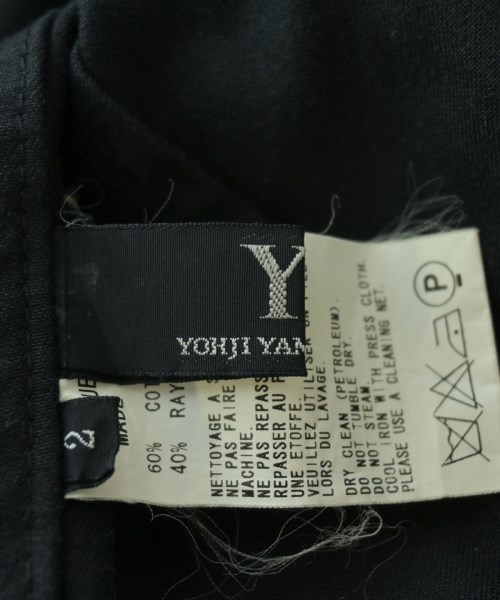 Y
YOHJI YAM
2
MADE
60% COT
40% RAY
NETTOYAGE A S
NE PAS FAIRE
MACHINE.
NE PAS REPASS
REPASSER AU F
UNE ETOFFE.
VEUILLEZ UTILISER UN F
LORS DU LAVAGE.
DRY CLEAN (PETROLEUM).
DO NOT TUMBLE DRY.
DO NOT STEAM.
COOL IRON WITH PRESS CLOTH.
PLEASE USE A CLEANING NET.
P